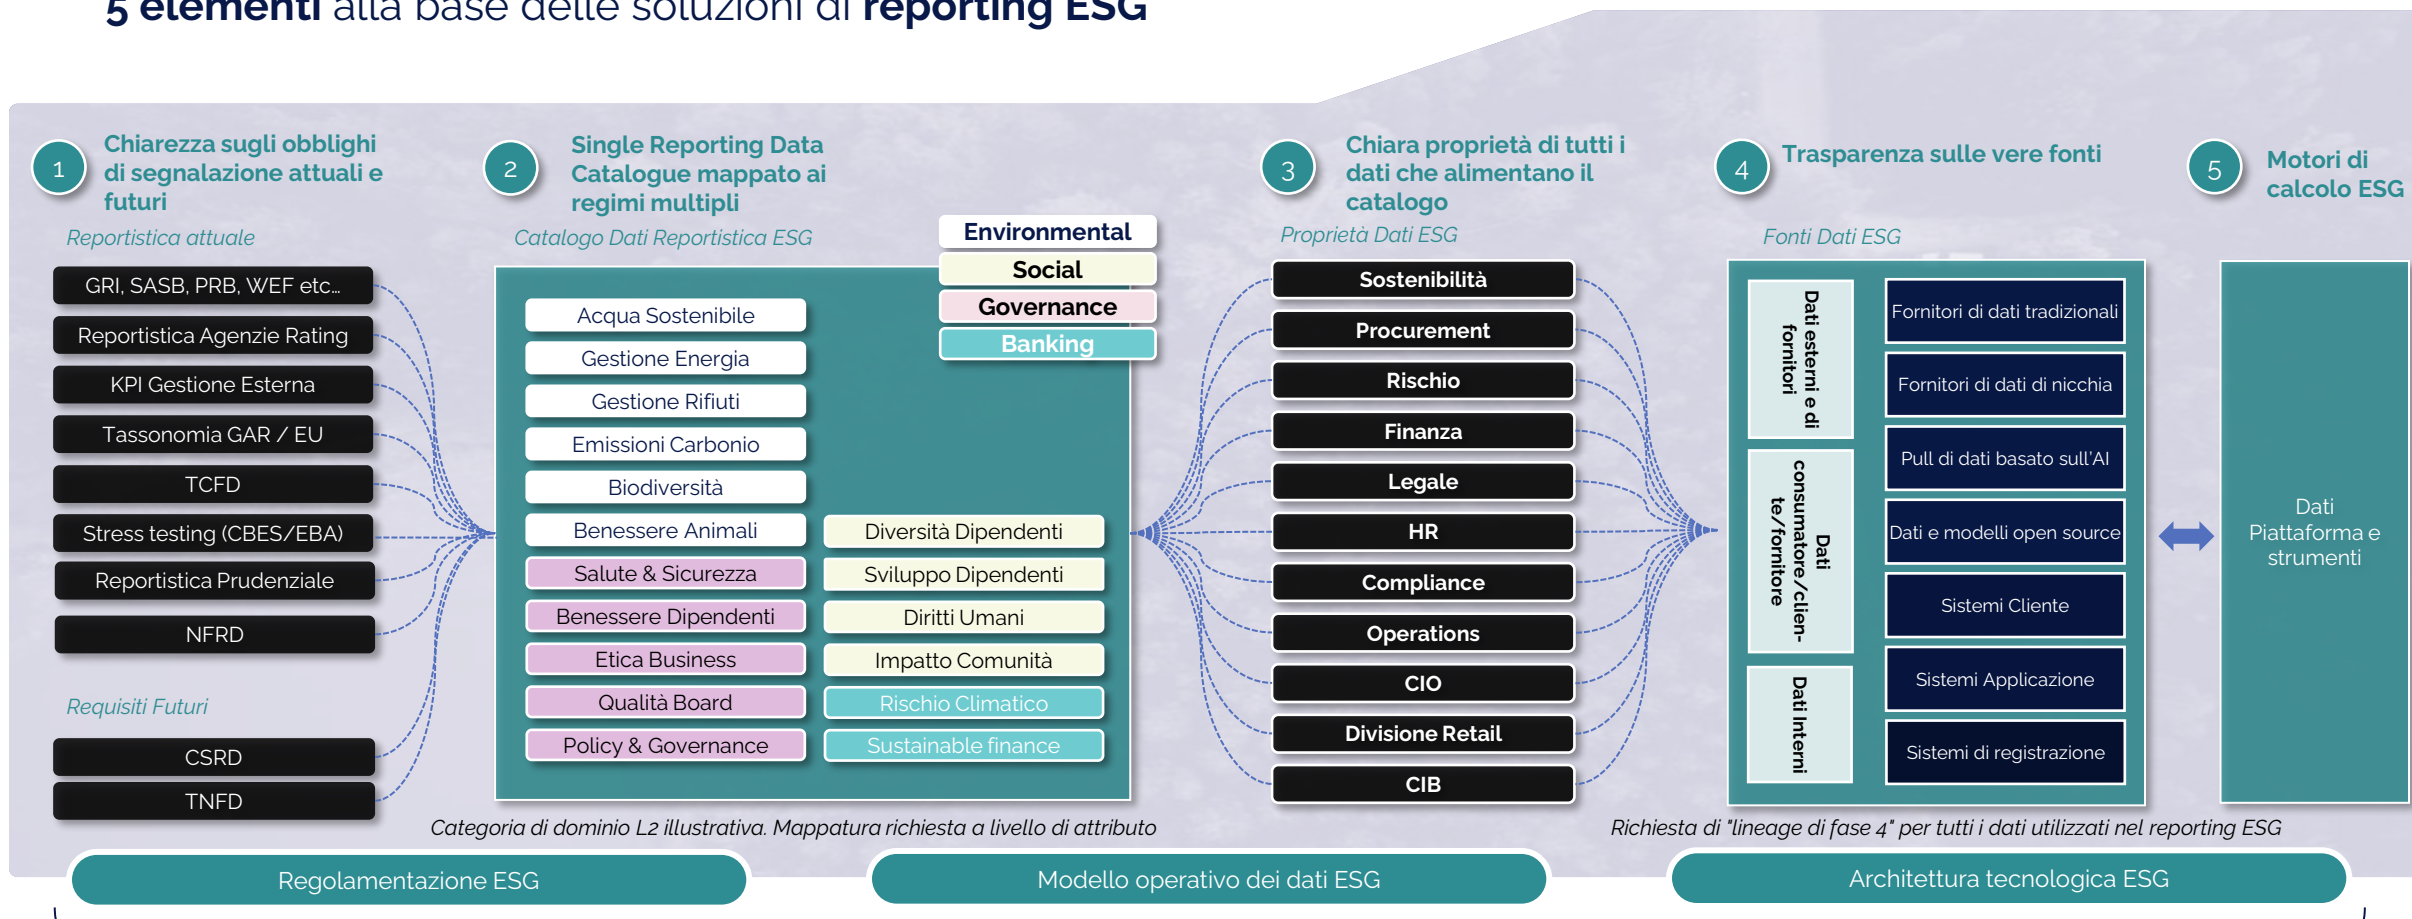 5 elementi alla base delle soluzioni di reporting ESG
1
Chiarezza sugli obblighi
di segnalazione attuali e
futuri
Reportistica attuale
GRI, SASB, PRB, WEF etc…
Reportistica Agenzie Rating
KPI Gestione Esterna
Tassonomia GAR / EU
TCFD
Stress testing (CBES/EBA)
Reportistica Prudenziale
NFRD
Requisiti Futuri
CSRD
TNFD
2
Single Reporting Data
Catalogue mappato ai
regimi multipli
Catalogo Dati Reportistica ESG
Environmental
Social
Governance
Banking
Acqua Sostenibile
Gestione Energia
Gestione Rifiuti
Emissioni Carbonio
Biodiversità
Benessere Animali
Salute & Sicurezza
Benessere Dipendenti
Etica Business
Qualità Board
Policy & Governance
Diversità Dipendenti
Sviluppo Dipendenti
Diritti Umani
Impatto Comunità
Rischio Climatico
Sustainable finance
Categoria di dominio L2 illustrativa. Mappatura richiesta a livello di attributo
3
Chiara proprietà di tutti i
dati che alimentano il
catalogo
Proprietà Dati ESG
Sostenibilità
Procurement
Rischio
Finanza
Legale
HR
Compliance
Operations
CIO
Divisione Retail
CIB
4
Trasparenza sulle vere fonti
Fonti Dati ESG
Dati esterni e di
fornitori
Dati
consumatore/clien-
te/fornitore
Dati Interni
Fornitori di dati tradizionali
Fornitori di dati di nicchia
Pull di dati basato sull'AI
Dati e modelli open source
Sistemi Cliente
Sistemi Applicazione
Sistemi di registrazione
5
Motori di
calcolo ESG
Dati
Piattaforma e
strumenti
Richiesta di "lineage di fase 4" per tutti i dati utilizzati nel reporting ESG
Regolamentazione ESG
Modello operativo dei dati ESG
Architettura tecnologica ESG